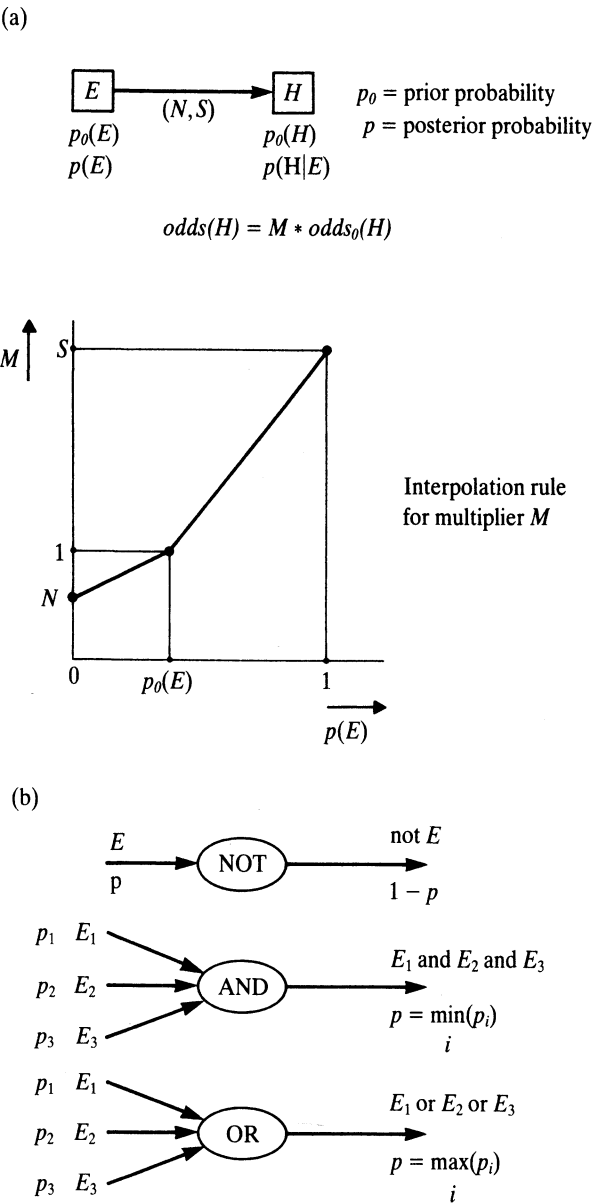 (a)
E (N, S) H p₀ = prior probability
p₀(E) p₀(H) p = posterior probability
p(E) p(H|E)
odds(H) = M * odds₀(H)
M S
Interpolation rule
for multiplier M
1
N
0 p₀(E) 1
p(E)
(b)
E not E
NOT
p 1 − p
p₁ E₁
E₁ and E₂ and E₃
p₂ E₂ AND
p = min(pᵢ)
p₃ E₃ i
p₁ E₁
E₁ or E₂ or E₃
p₂ E₂ OR
p = max(pᵢ)
p₃ E₃ i